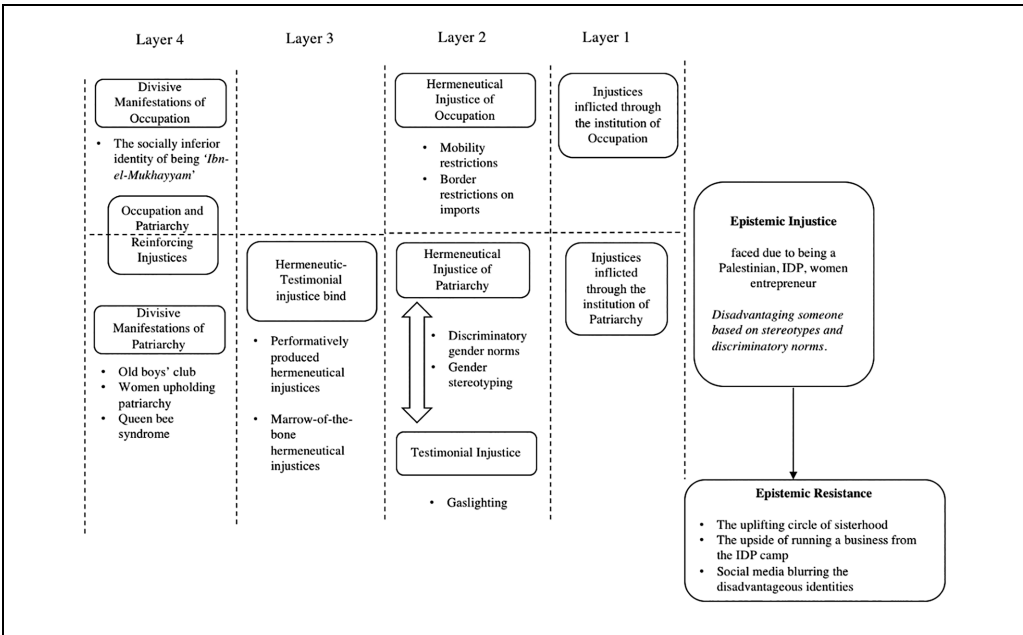 Layer 4
Layer 3
Layer 2
Layer 1
Divisive
Manifestations of
Occupation
• The socially inferior
identity of being ‘Ibn-
el-Mukhayyam’
Occupation and
Patriarchy
Reinforcing
Injustices
Divisive
Manifestations of
Patriarchy
• Old boys’ club
• Women upholding
patriarchy
• Queen bee
syndrome
Hermeneutic-
Testimonial
injustice bind
• Performatively
produced
hermeneutical
injustices
• Marrow-of-the-
bone
hermeneutical
injustices
Hermeneutical
Injustice of
Occupation
• Mobility
restrictions
• Border
restrictions on
imports
Hermeneutical
Injustice of
Patriarchy
• Discriminatory
gender norms
• Gender
stereotyping
Testimonial Injustice
• Gaslighting
Injustices
inflicted through
the institution of
Occupation
Injustices
inflicted
through the
institution of
Patriarchy
Epistemic Injustice
faced due to being a
Palestinian, IDP, women
entrepreneur
Disadvantaging someone
based on stereotypes and
discriminatory norms.
Epistemic Resistance
• The uplifting circle of sisterhood
• The upside of running a business from
the IDP camp
• Social media blurring the
disadvantageous identities